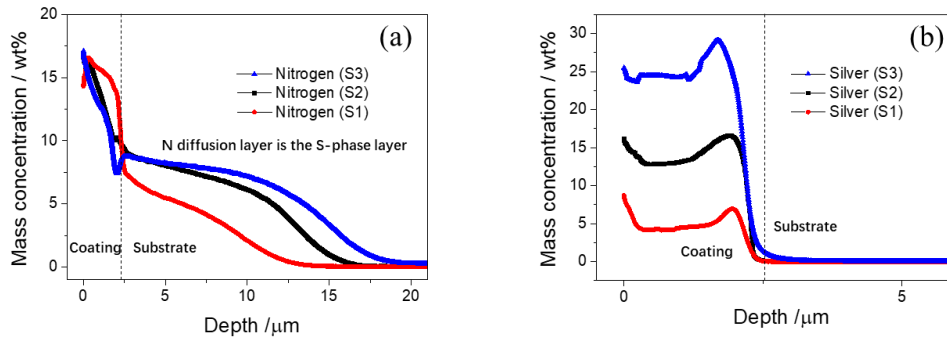 20
15
10
5
0
Mass concentration / wt%
(a)
Nitrogen (S3)
Nitrogen (S2)
Nitrogen (S1)
N diffusion layer is the S-phase layer
Coating
Substrate
0
5
10
15
20
Depth /μm
30
25
20
15
10
5
0
Mass concentration / wt%
(b)
Silver (S3)
Silver (S2)
Silver (S1)
Substrate
Coating
0
5
Depth /μm